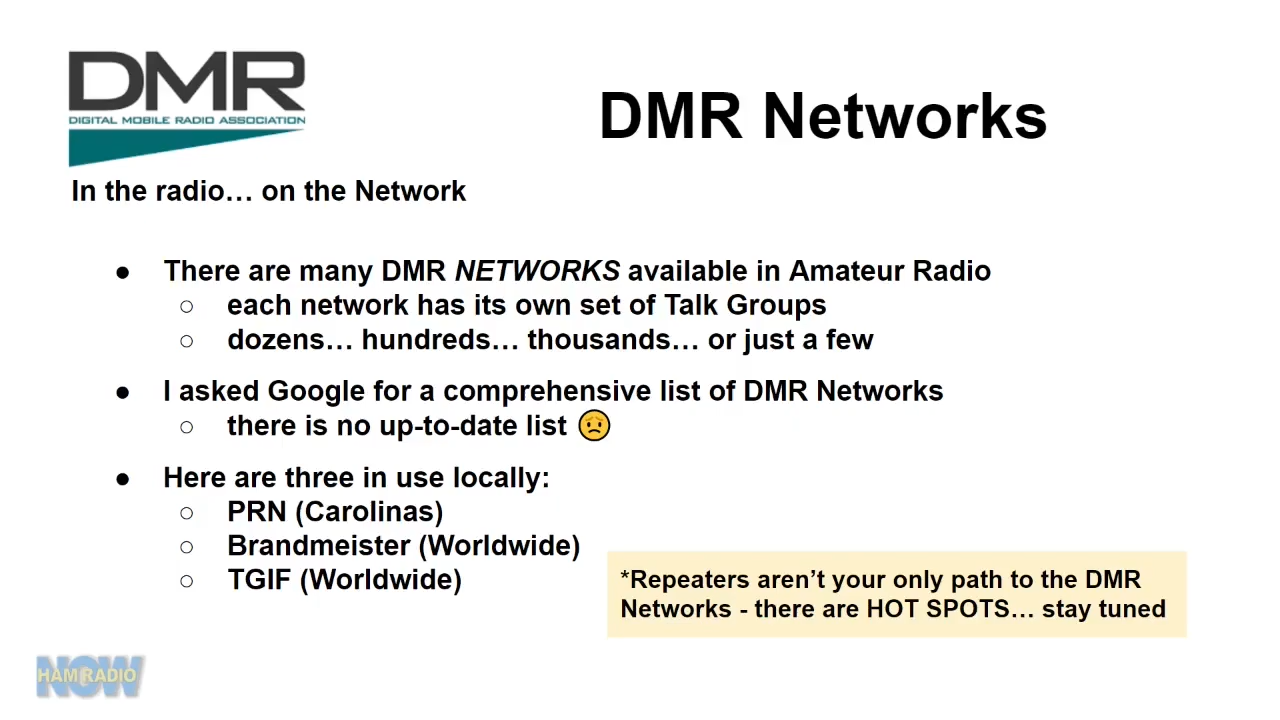 DMR
DIGITAL MOBILE RADIO ASSOCIATION
DMR Networks
In the radio… on the Network
● There are many DMR NETWORKS available in Amateur Radio
○ each network has its own set of Talk Groups
○ dozens… hundreds… thousands… or just a few
● I asked Google for a comprehensive list of DMR Networks
○ there is no up-to-date list 😟
● Here are three in use locally:
○ PRN (Carolinas)
○ Brandmeister (Worldwide)
○ TGIF (Worldwide)
*Repeaters aren’t your only path to the DMR
Networks - there are HOT SPOTS… stay tuned
HAM RADIO
NOW